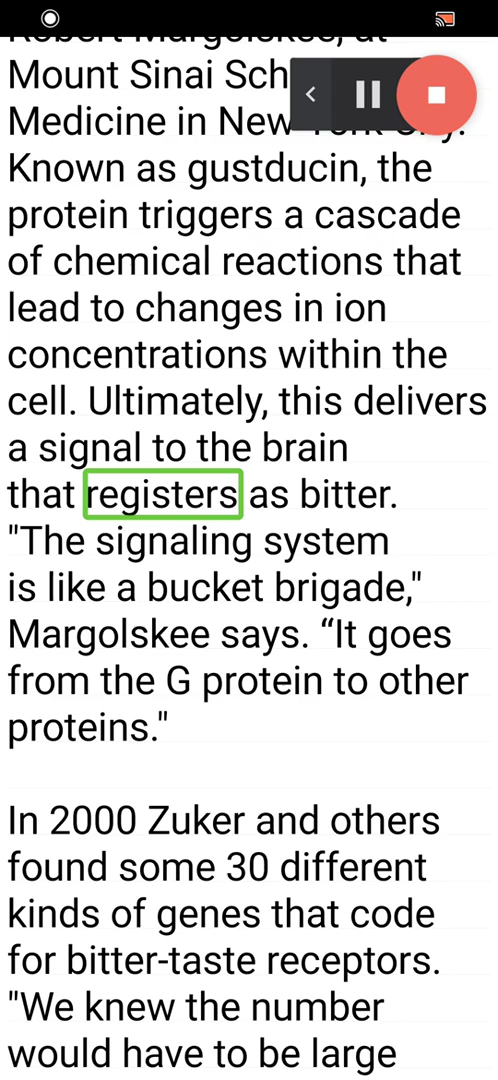 Mount Sinai Sch
Medicine in New
Known as gustducin, the
protein triggers a cascade
of chemical reactions that
lead to changes in ion
concentrations within the
cell. Ultimately, this delivers
a signal to the brain
that registers as bitter.
"The signaling system
is like a bucket brigade,"
Margolskee says. “It goes
from the G protein to other
proteins."
In 2000 Zuker and others
found some 30 different
kinds of genes that code
for bitter-taste receptors.
"We knew the number
would have to be large